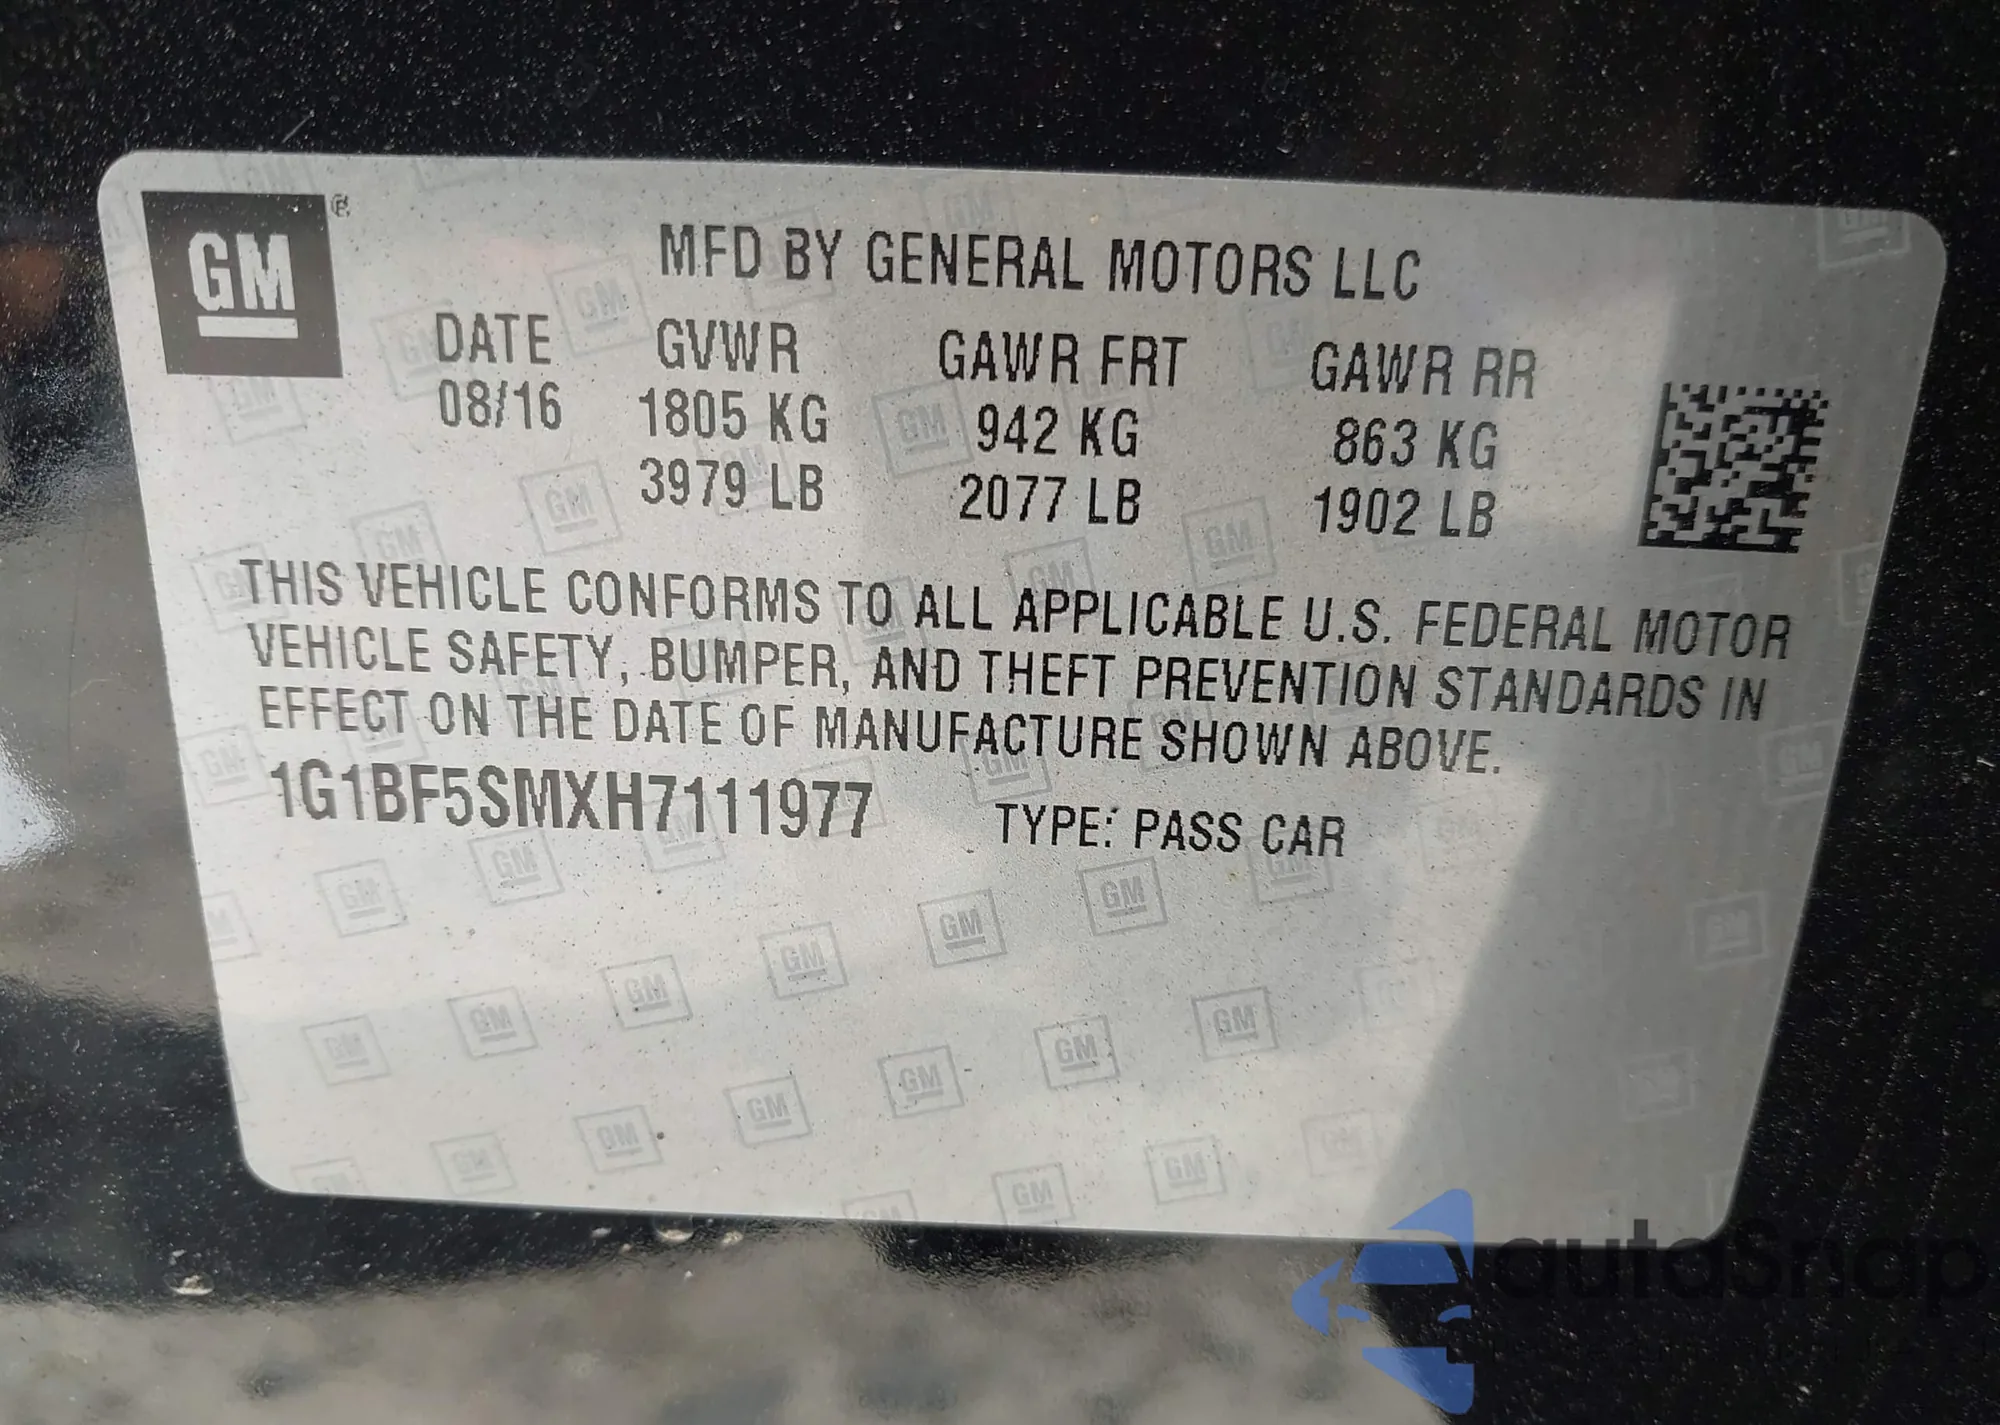 GM ®
MFD BY GENERAL MOTORS LLC
DATE GVWR GAWR FRT GAWR RR
08/16 1805 KG 942 KG 863 KG
3979 LB 2077 LB 1902 LB
THIS VEHICLE CONFORMS TO ALL APPLICABLE U.S. FEDERAL MOTOR
VEHICLE SAFETY, BUMPER, AND THEFT PREVENTION STANDARDS IN
EFFECT ON THE DATE OF MANUFACTURE SHOWN ABOVE.
1G1BF5SMXH7111977 TYPE: PASS CAR
autosnap